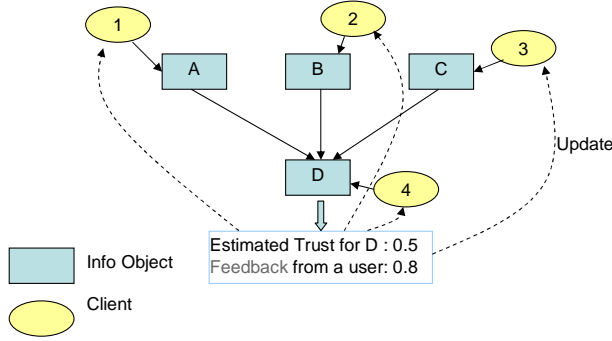 1
2
3
A
B
C
Update
D
4
Estimated Trust for D : 0.5
Feedback from a user: 0.8
Info Object
Client